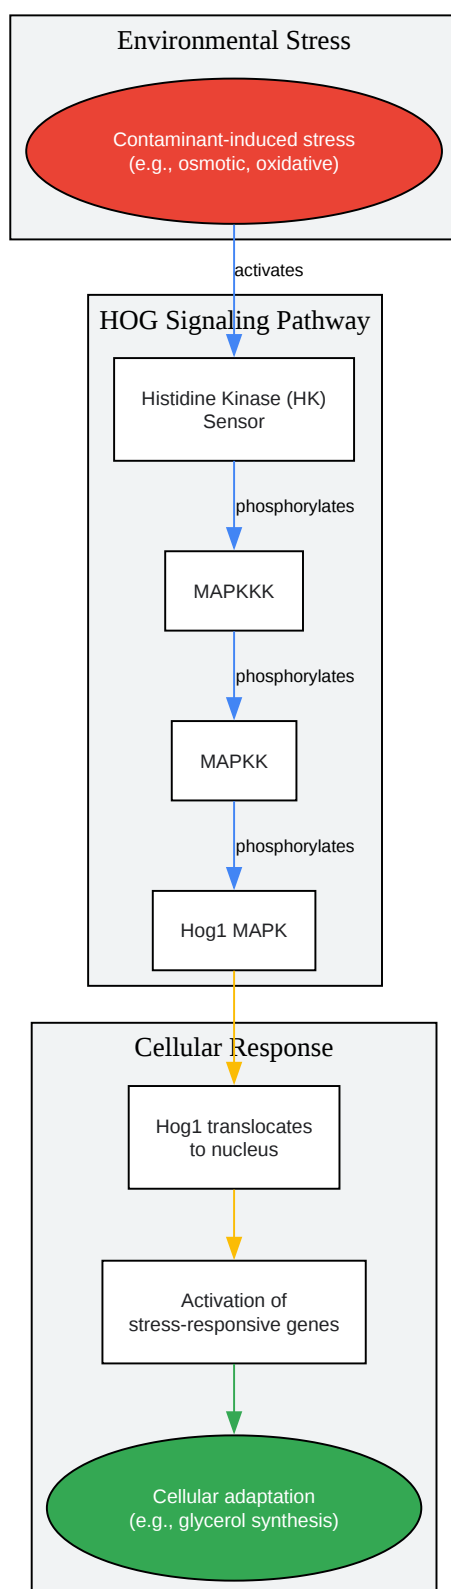 Environmental Stress
Contaminant-induced stress
(e.g., osmotic, oxidative)
activates
HOG Signaling Pathway
Histidine Kinase (HK)
Sensor
phosphorylates
MAPKKK
phosphorylates
MAPKK
phosphorylates
Hog1 MAPK
Cellular Response
Hog1 translocates
to nucleus
Activation of
stress-responsive genes
Cellular adaptation
(e.g., glycerol synthesis)